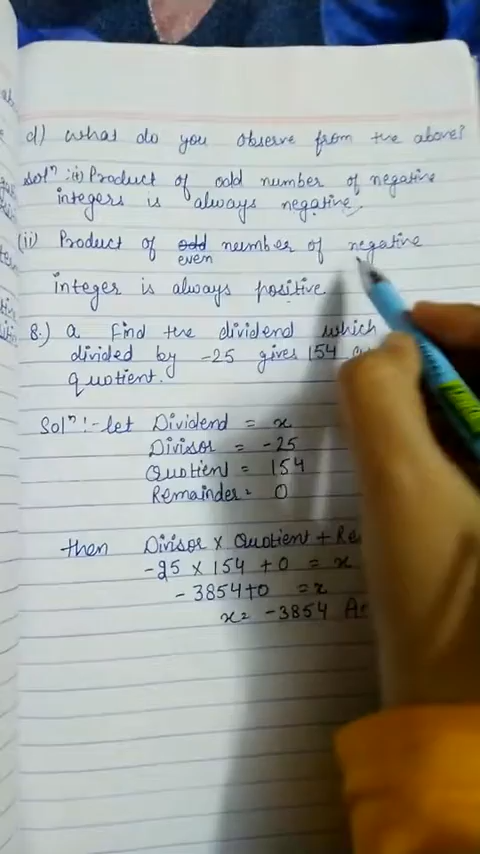 d) What do you observe from the above?
Solⁿ :ii) Product of odd number of negative
integers is always negative.
(ii) Product of odd number of negative
even
integer is always positive.
8.) a Find the dividend which
divided by -25 gives 154
quotient.
Solⁿ :- let Dividend = x
Divisor = -25
Quotient = 154
Remainder = 0
then Divisor x Quotient + Re
-25 x 154 + 0 = x
-3854+0 = x
x = -3854